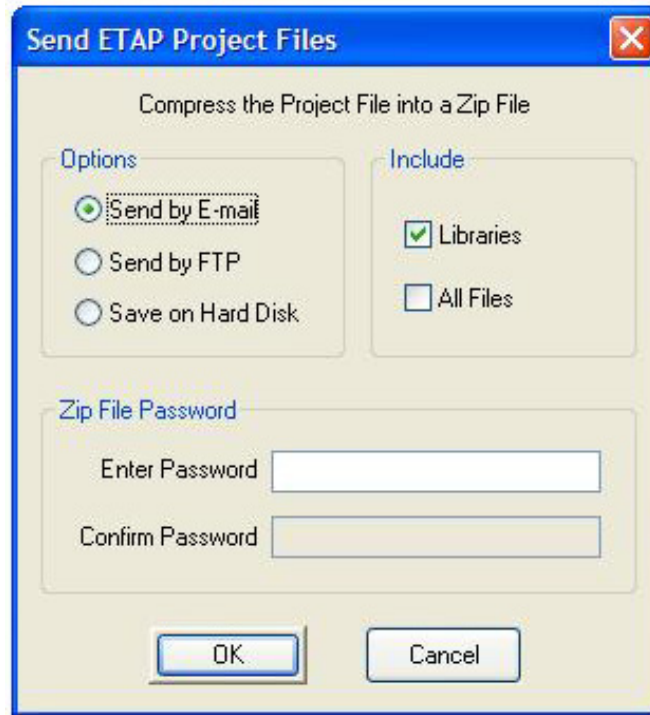 Send ETAP Project Files
Compress the Project File into a Zip File
Options
Send by E-mail
Send by FTP
Save on Hard Disk
Include
Libraries
All Files
Zip File Password
Enter Password
Confirm Password
OK
Cancel